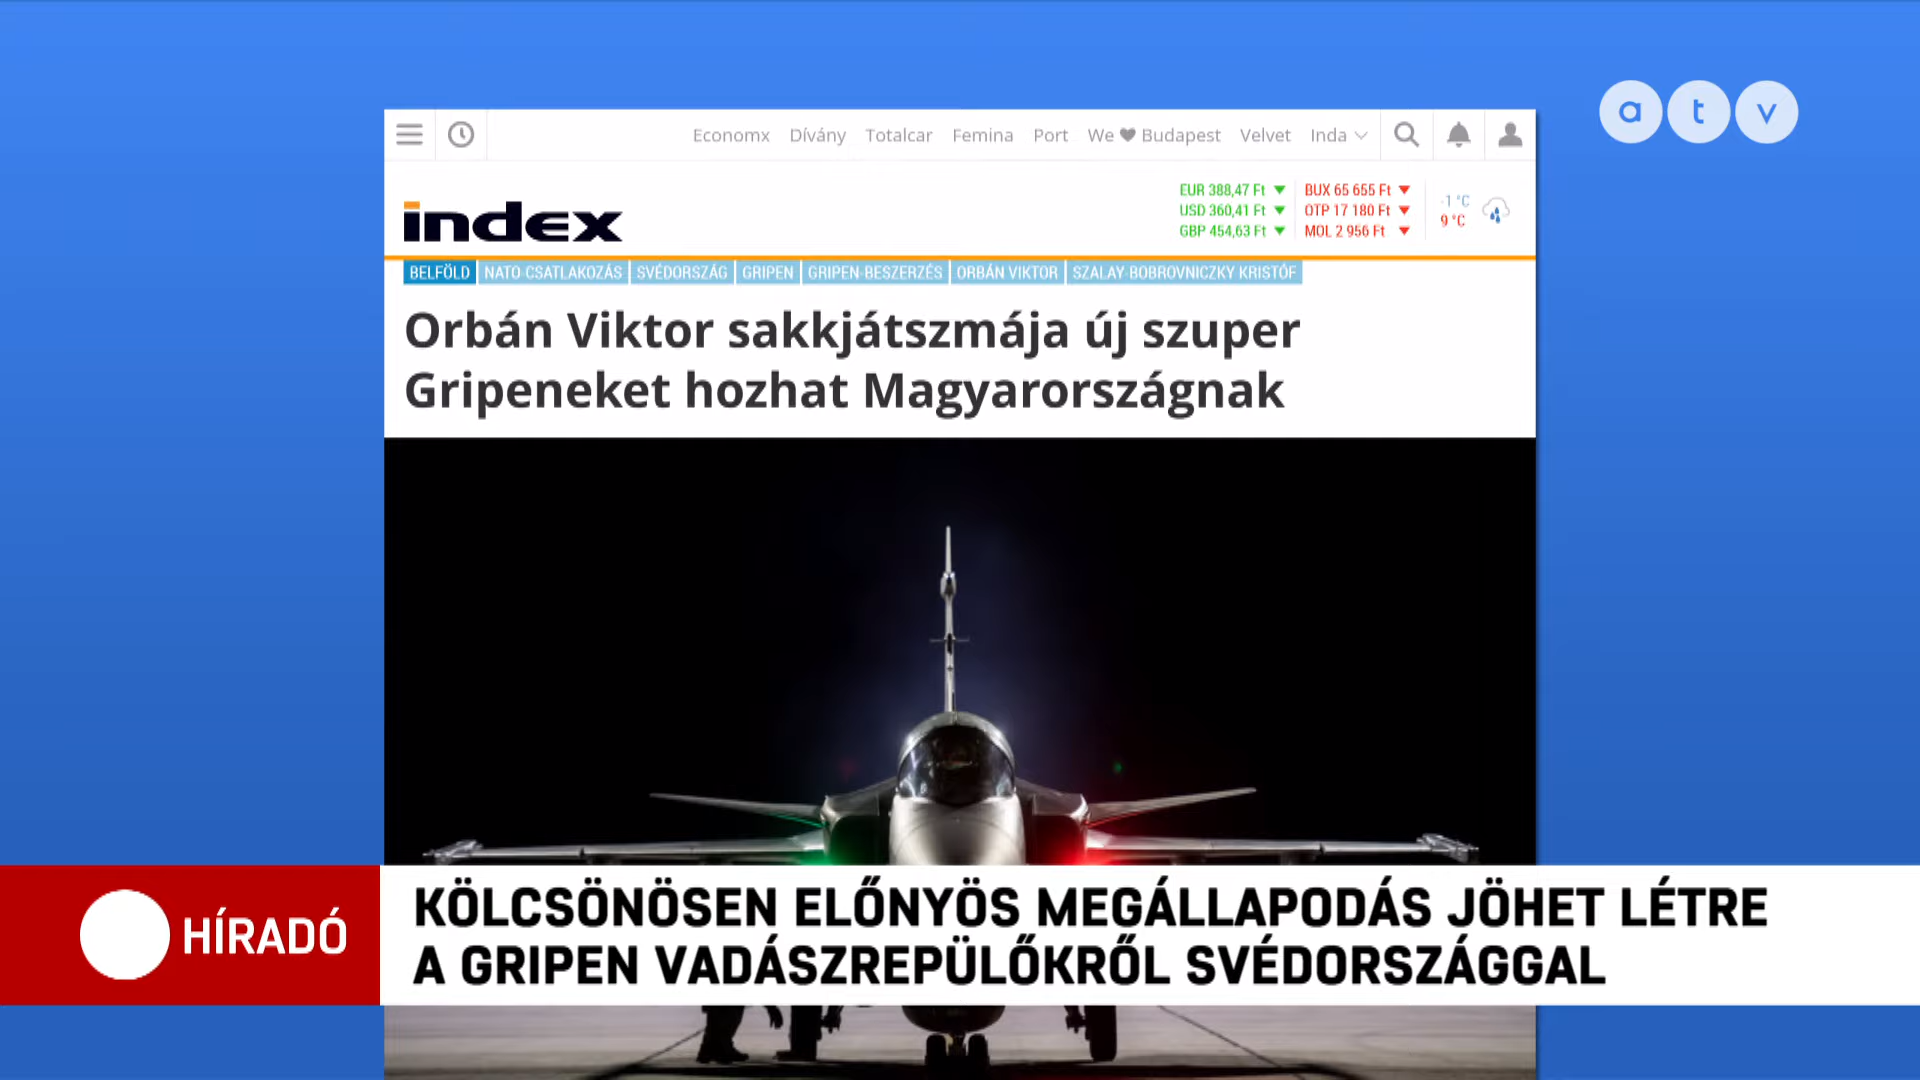 a t v
Economx Dívány Totalcar Femina Port We ❤ Budapest Velvet Inda
index
EUR 388,47 Ft ▼ BUX 65 655 Ft ▼
USD 360,41 Ft ▼ OTP 17 180 Ft ▼
GBP 454,63 Ft ▼ MOL 2 956 Ft ▼
-1 °C
9 °C
BELFÖLD NATO-CSATLAKOZÁS SVÉDORSZÁG GRIPEN GRIPEN-BESZERZÉS ORBÁN VIKTOR SZALAY-BOBROVNICZKY KRISTÓF
Orbán Viktor sakkjátszmája új szuper
Gripeneket hozhat Magyarországnak
HÍRADÓ
KÖLCSÖNÖSEN ELŐNYÖS MEGÁLLAPODÁS JÖHET LÉTRE
A GRIPEN VADÁSZREPÜLŐKRŐL SVÉDORSZÁGGAL